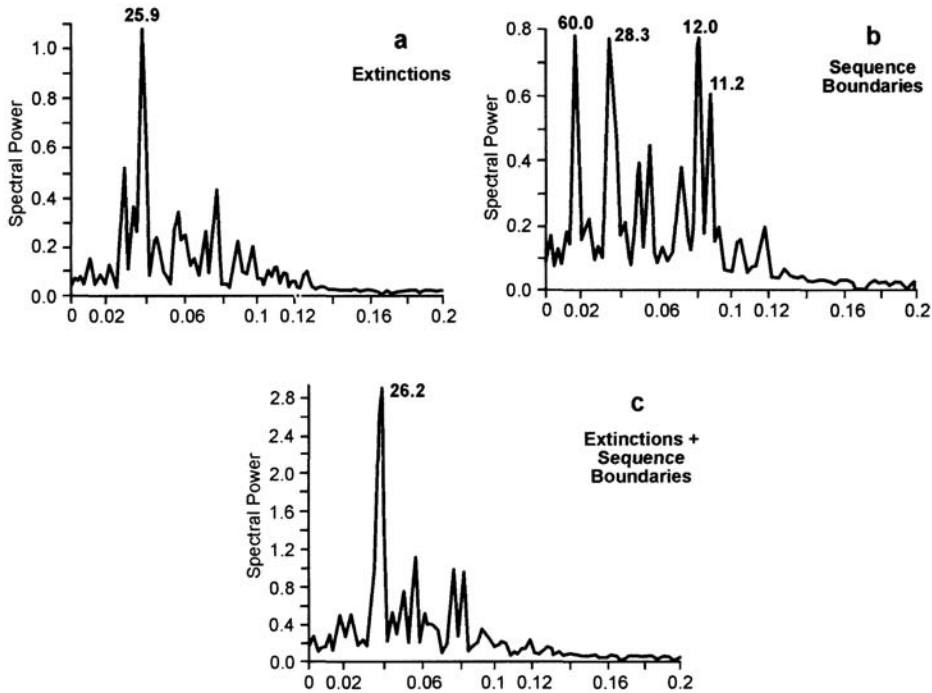 25.9
a
Extinctions
Spectral Power
1.0
0.8
0.6
0.4
0.2
0.0
0 0.02 0.06 0.1 0.12 0.16 0.2
60.0
28.3
12.0
11.2
b
Sequence
Boundaries
Spectral Power
0.8
0.6
0.4
0.2
0.0
0 0.02 0.06 0.1 0.12 0.16 0.2
26.2
c
Extinctions +
Sequence
Boundaries
Spectral Power
2.8
2.4
2.0
1.6
1.2
0.8
0.4
0.0
0 0.02 0.06 0.1 0.12 0.16 0.2